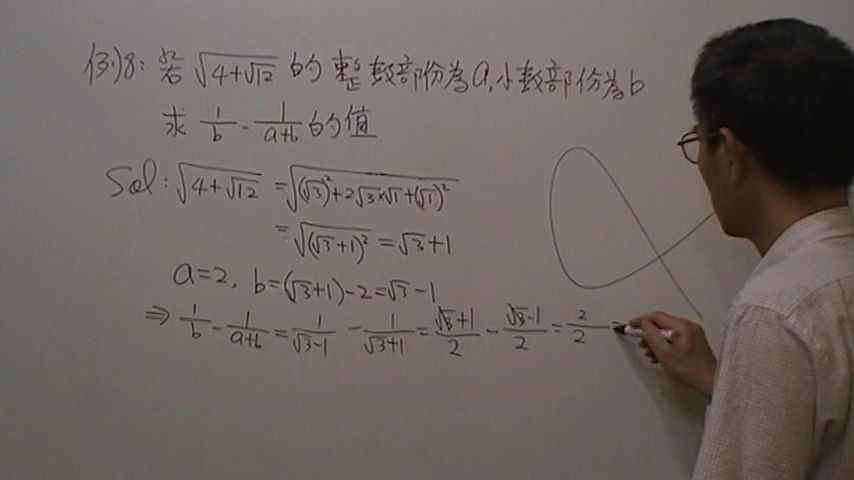 例8: 若 √(4+√12) 的整數部份為a,小數部份為b
求 1/b - 1/(a+b) 的值
Sol: √(4+√12) = √((√3)²+2√3×√1+(√1)²)
= √((√3+1)²) = √3+1
a=2, b=(√3+1)-2=√3-1
⇒ 1/b - 1/(a+b) = 1/(√3-1) - 1/(√3+1) = (√3+1)/2 - (√3-1)/2 = 2/2 =